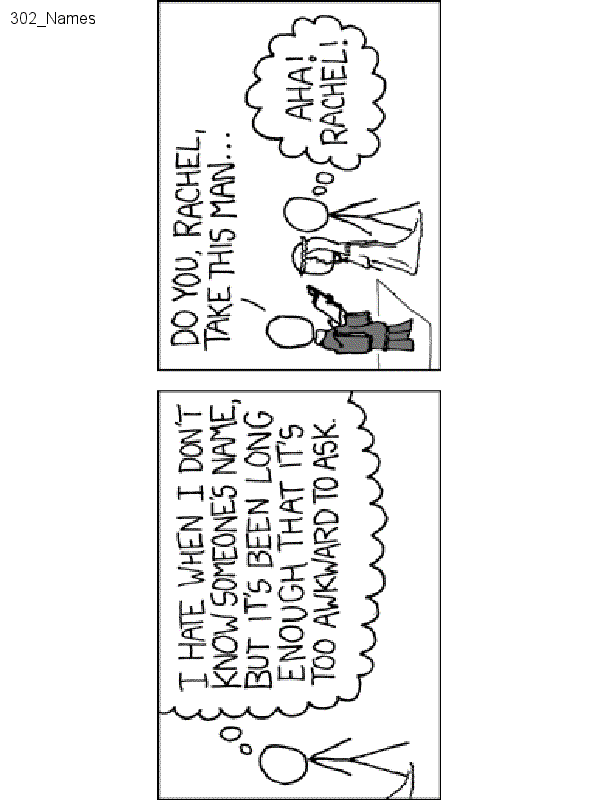 302_Names
I HATE WHEN I DON'T
KNOW SOMEONE'S NAME,
BUT IT'S BEEN LONG
ENOUGH THAT IT'S
TOO AWKWARD TO ASK.
DO YOU, RACHEL,
TAKE THIS MAN...
AHA!
RACHEL!